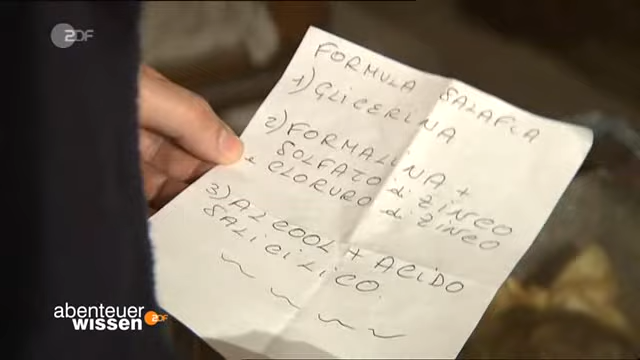 ZDF
FORMULA SALAFIA
1) GLICERINA
2) FORMALINA +
SOLFATO di ZINCO
+ CLORURO di ZINCO
3) ALCOOL + ACIDO
SALICILICO.
abenteuer
wissen ZDF